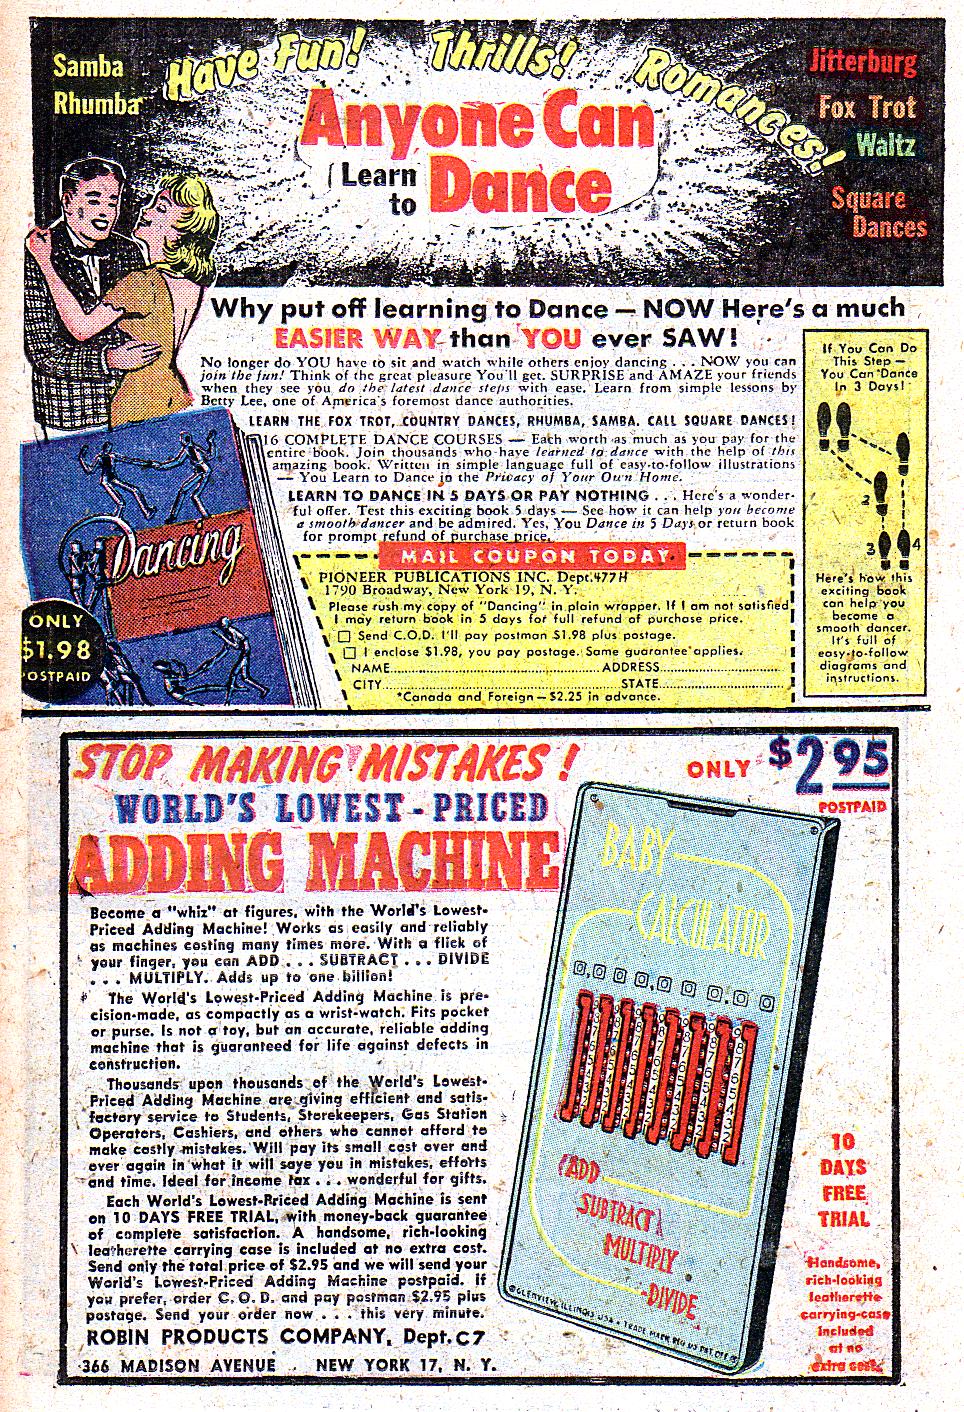 Samba
Rhumba
Have Fun! Thrills! Romances!
Jitterburg
Fox Trot
Waltz
Square
Dances
Anyone Can
Learn
to
Dance
Why put off learning to Dance — NOW Here's a much
EASIER WAY than YOU ever SAW!
No longer do YOU have to sit and watch while others enjoy dancing . . . NOW you can
join the fun! Think of the great pleasure You'll get. SURPRISE and AMAZE your friends
when they see you do the latest dance steps with ease. Learn from simple lessons by
Betty Lee, one of America's foremost dance authorities.
LEARN THE FOX TROT, COUNTRY DANCES, RHUMBA, SAMBA. CALL SQUARE DANCES!
16 COMPLETE DANCE COURSES — Each worth as much as you pay for the
entire book. Join thousands who have learned to dance with the help of this
amazing book. Written in simple language full of easy-to-follow illustrations
— You Learn to Dance in the Privacy of Your Own Home.
LEARN TO DANCE IN 5 DAYS OR PAY NOTHING . . . Here's a wonder-
ful offer. Test this exciting book 5 days — See how it can help you become
a smooth dancer and be admired. Yes, You Dance in 5 Days or return book
for prompt refund of purchase price.
Dancing
ONLY
$1.98
POSTPAID
MAIL COUPON TODAY
PIONEER PUBLICATIONS INC. Dept. 477H
1790 Broadway, New York 19, N. Y.
Please rush my copy of "Dancing" in plain wrapper. If I am not satisfied
I may return book in 5 days for full refund of purchase price.
Send C.O.D. I'll pay postman $1.98 plus postage.
I enclose $1.98, you pay postage. Same guarantee applies.
NAME ADDRESS
CITY STATE
*Canada and Foreign — $2.25 in advance.
If You Can Do
This Step —
You Can Dance
In 3 Days!
1
2
3
4
Here's how this
exciting book
can help you
become a
smooth dancer.
It's full of
easy-to-follow
diagrams and
instructions.
STOP MAKING MISTAKES!
WORLD'S LOWEST-PRICED
ADDING MACHINE
ONLY $2.95
POSTPAID
Become a "whiz" at figures, with the World's Lowest-
Priced Adding Machine! Works as easily and reliably
as machines costing many times more. With a flick of
your finger, you can ADD . . . SUBTRACT . . . DIVIDE
. . . MULTIPLY. Adds up to one billion!
The World's Lowest-Priced Adding Machine is pre-
cision-made, as compactly as a wrist-watch. Fits pocket
or purse. Is not a toy, but an accurate, reliable adding
machine that is guaranteed for life against defects in
construction.
Thousands upon thousands of the World's Lowest-
Priced Adding Machine are giving efficient and satis-
factory service to Students, Storekeepers, Gas Station
Operators, Cashiers, and others who cannot afford to
make costly mistakes. Will pay its small cost over and
over again in what it will save you in mistakes, efforts
and time. Ideal for income tax . . . wonderful for gifts.
Each World's Lowest-Priced Adding Machine is sent
on 10 DAYS FREE TRIAL, with money-back guarantee
of complete satisfaction. A handsome, rich-looking
leatherette carrying case is included at no extra cost.
Send only the total price of $2.95 and we will send your
World's Lowest-Priced Adding Machine postpaid. If
you prefer, order C.O.D. and pay postman $2.95 plus
postage. Send your order now . . . this very minute.
ROBIN PRODUCTS COMPANY, Dept. C7
366 MADISON AVENUE . NEW YORK 17, N. Y.
BABY
CALCULATOR
ADD
SUBTRACT
MULTIPLY
DIVIDE
© GLENVIEW, ILLINOIS USA • TRADE MARK REG US PAT OFF
10
DAYS
FREE
TRIAL
Handsome,
rich-looking
leatherette
carrying-case
included
at no
extra cost.